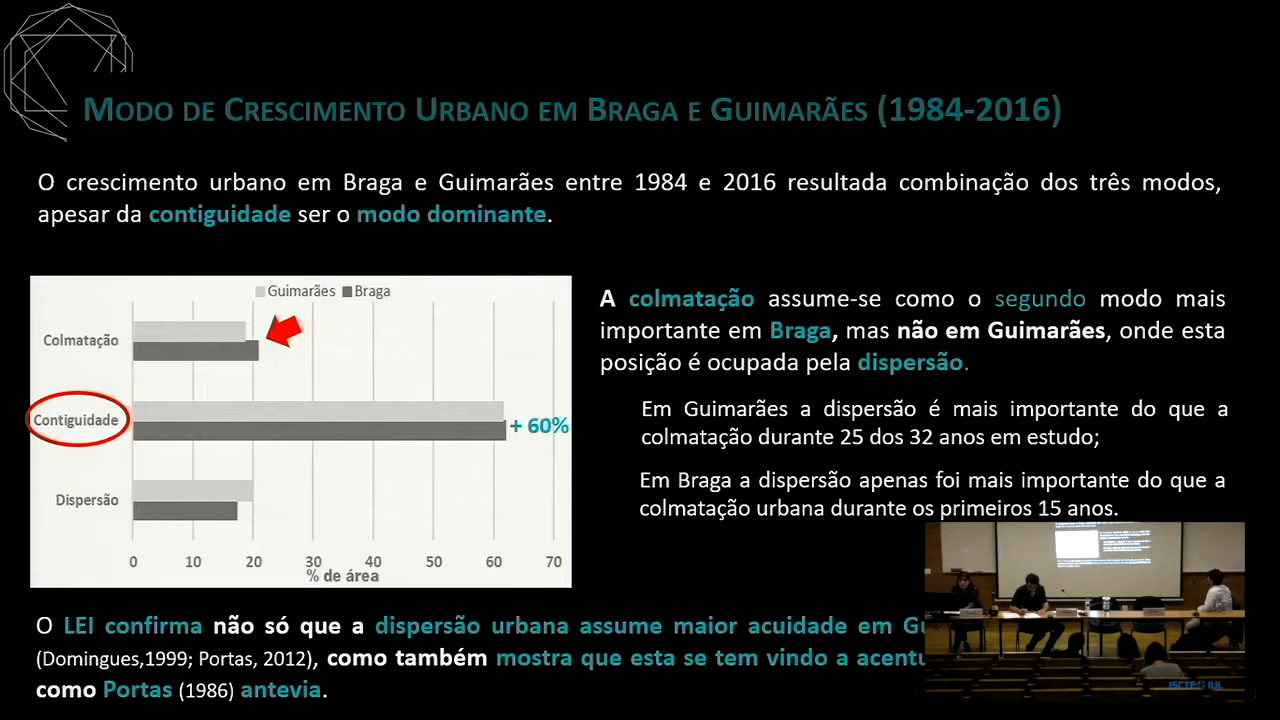 MODO DE CRESCIMENTO URBANO EM BRAGA E GUIMARÃES (1984-2016)
O crescimento urbano em Braga e Guimarães entre 1984 e 2016 resultada combinação dos três modos,
apesar da contiguidade ser o modo dominante.
Guimarães Braga
Colmatação
Contiguidade
+ 60%
Dispersão
0 10 20 30 40 50 60 70
% de área
A colmatação assume-se como o segundo modo mais
importante em Braga, mas não em Guimarães, onde esta
posição é ocupada pela dispersão.
Em Guimarães a dispersão é mais importante do que a
colmatação durante 25 dos 32 anos em estudo;
Em Braga a dispersão apenas foi mais importante do que a
colmatação urbana durante os primeiros 15 anos.
O LEI confirma não só que a dispersão urbana assume maior acuidade em
(Domingues,1999; Portas, 2012), como também mostra que esta se tem vindo a
como Portas (1986) antevia.
ISCTE IUL